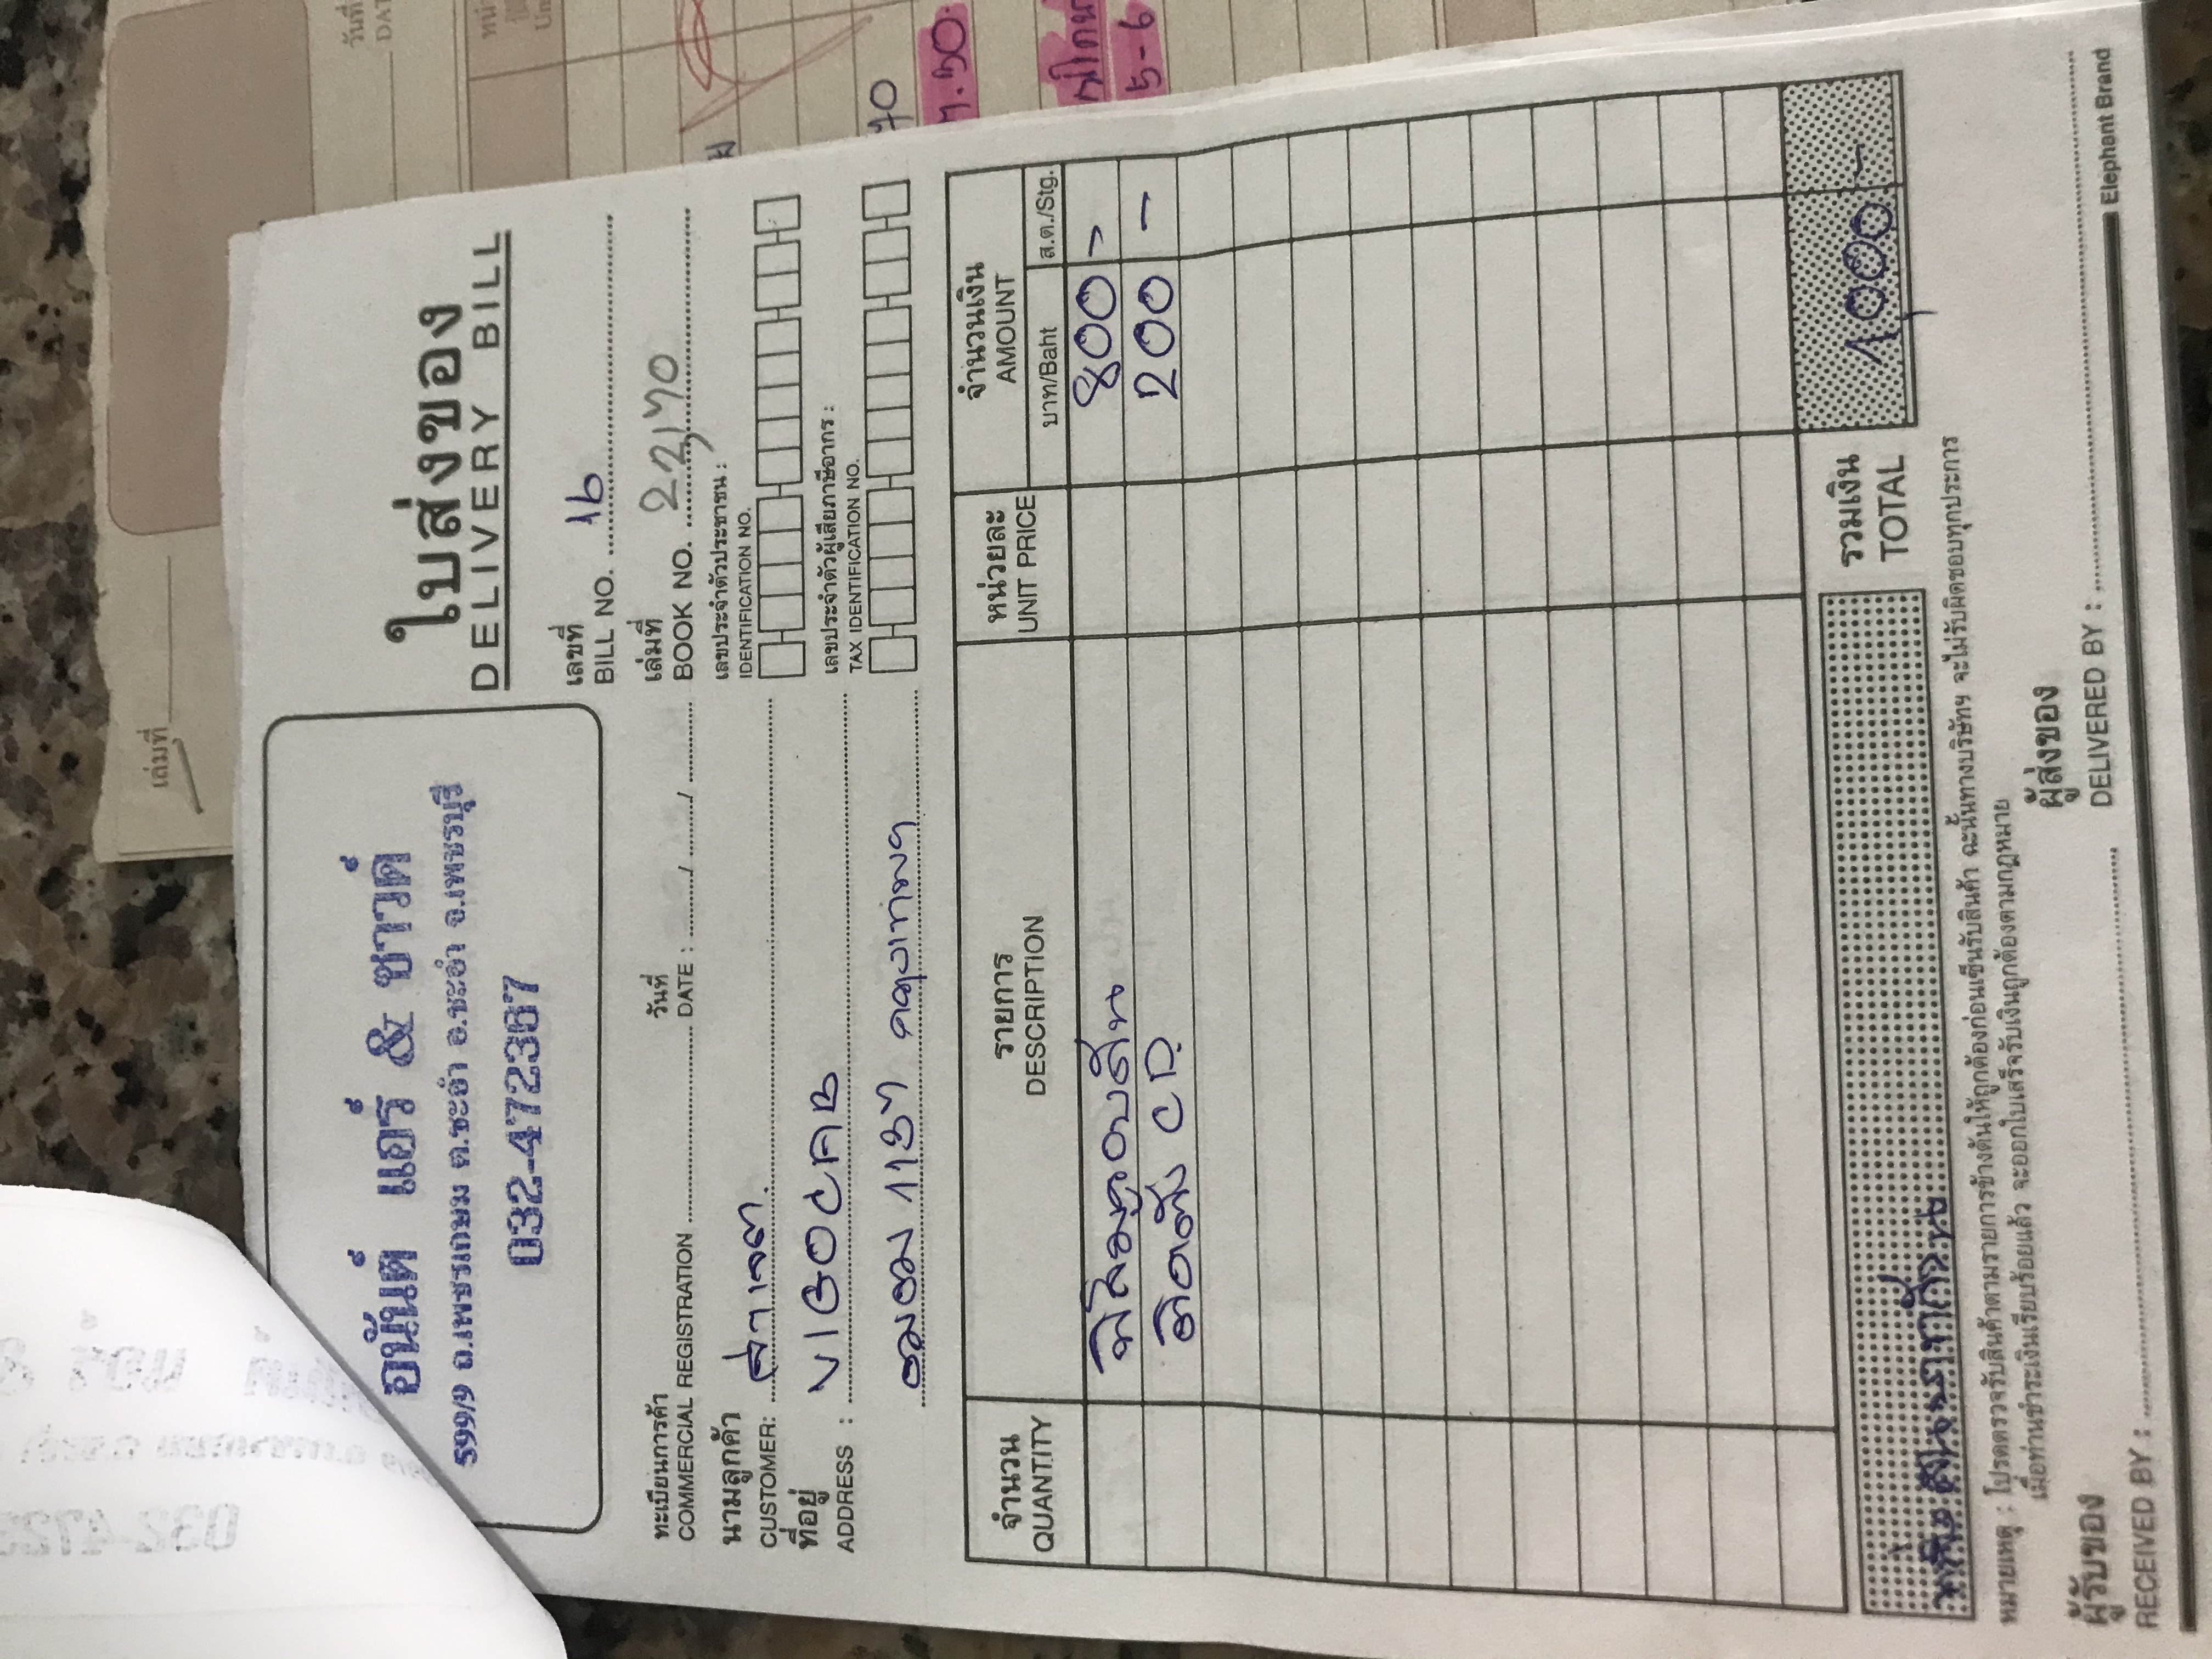 อนันต์ แอร์ & ซาวด์
599/9 ถ.เพชรเกษม ต.ชะอำ อ.ชะอำ จ.เพชรบุรี
032-472367
ใบส่งของ
DELIVERY BILL
เลขที่
BILL NO. 16
เล่มที่
BOOK NO.
ทะเบียนการค้า
COMMERCIAL REGISTRATION
วันที่
DATE : / /
เลขประจำตัวประชาชน :
IDENTIFICATION NO.
นามลูกค้า
CUSTOMER:
เลขประจำตัวผู้เสียภาษีอากร :
TAX IDENTIFICATION NO.
ที่อยู่
ADDRESS : VIGO CAB
จำนวน
QUANTITY
รายการ
DESCRIPTION
หน่วยละ
UNIT PRICE
จำนวนเงิน
AMOUNT
บาท/Baht ส.ต./Stg.
800 -
ติดตั้ง CD. 200 -
รวมเงิน
TOTAL
1,000 -
หมายเหตุ : โปรดตรวจรับสินค้าตามรายการข้างต้นให้ถูกต้องก่อนเซ็นรับสินค้า ฉะนั้นทางบริษัทฯ จะไม่รับผิดชอบทุกประการ
เมื่อท่านชำระเงินเรียบร้อยแล้ว จะออกใบเสร็จรับเงินถูกต้องตามกฎหมาย
ผู้รับของ
RECEIVED BY :
ผู้ส่งของ
DELIVERED BY :
Elephant Brand
เล่มที่
5-6